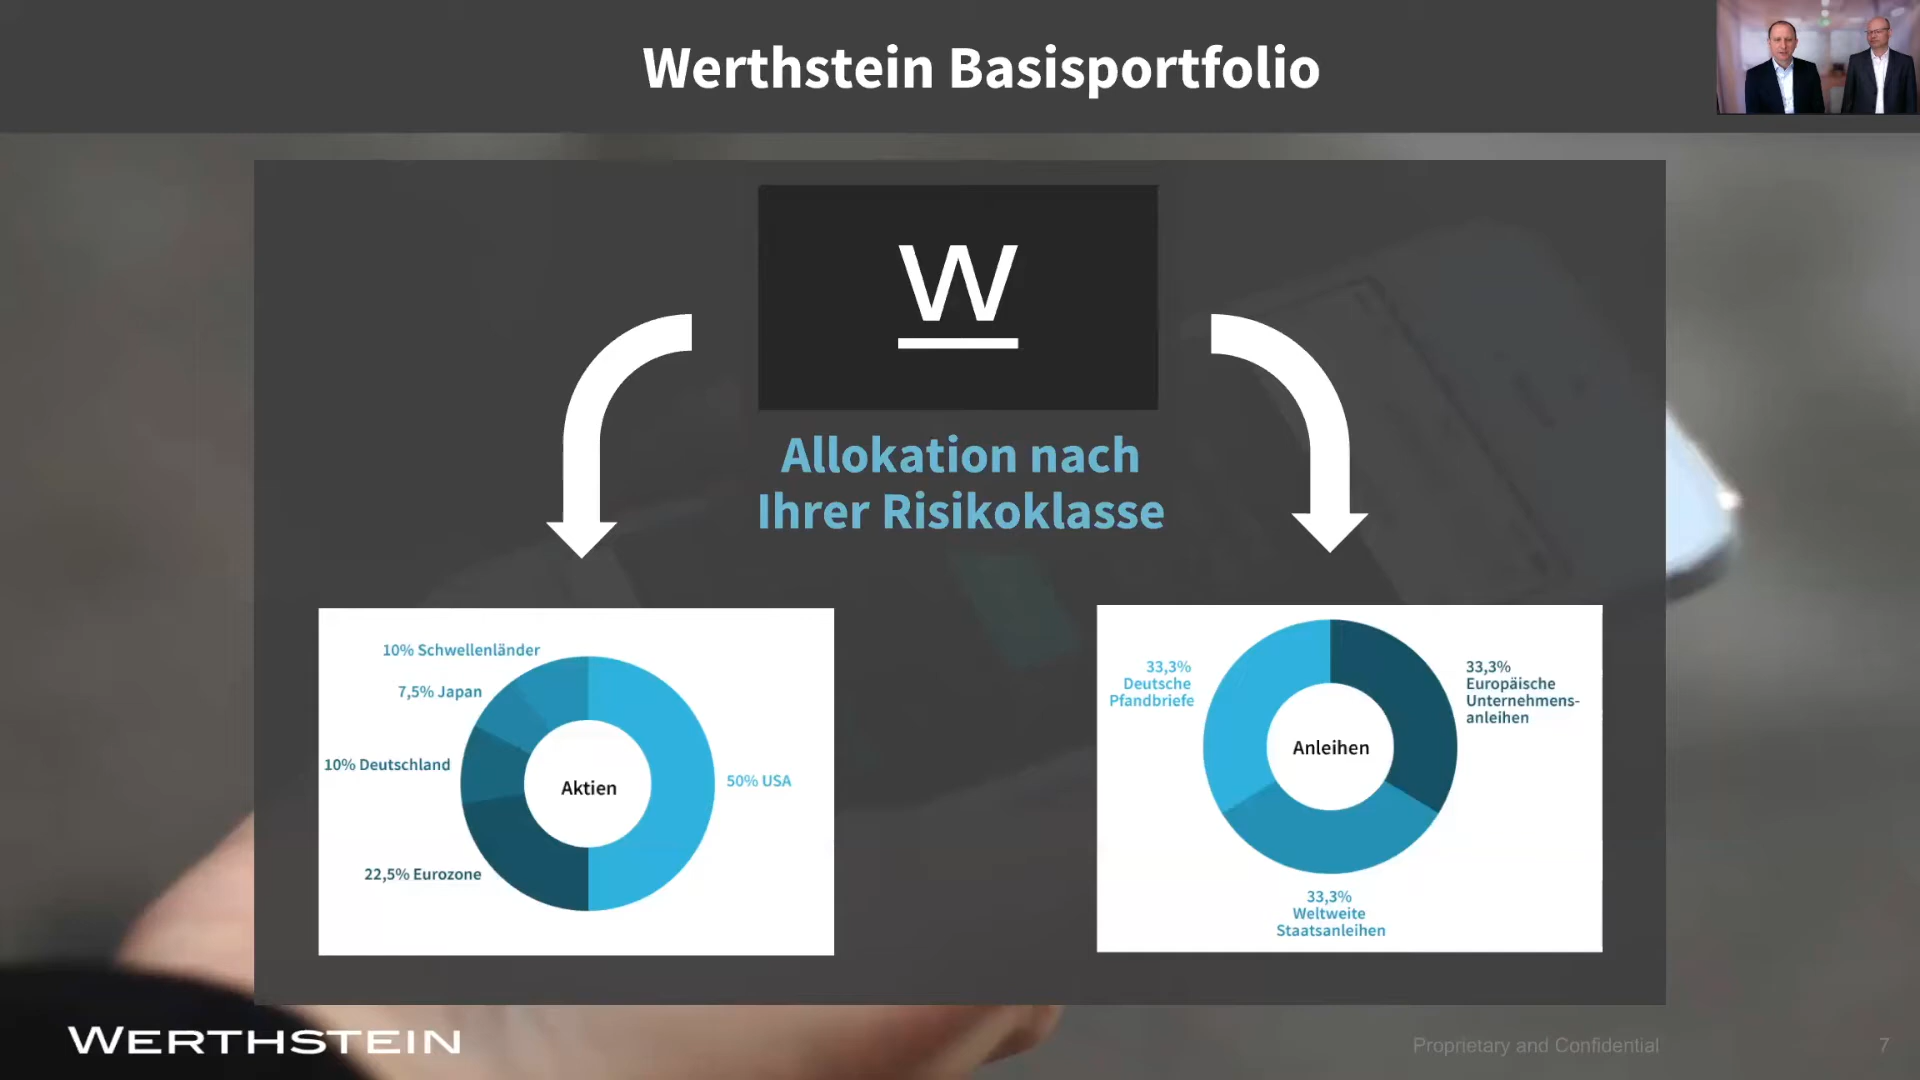 Werthstein Basisportfolio
W
Allokation nach
Ihrer Risikoklasse
10% Schwellenländer
7,5% Japan
10% Deutschland
22,5% Eurozone
50% USA
Aktien
33,3%
Deutsche
Pfandbriefe
33,3%
Europäische
Unternehmens-
anleihen
Anleihen
33,3%
Weltweite
Staatsanleihen
WERTHSTEIN
Proprietary and Confidential
7